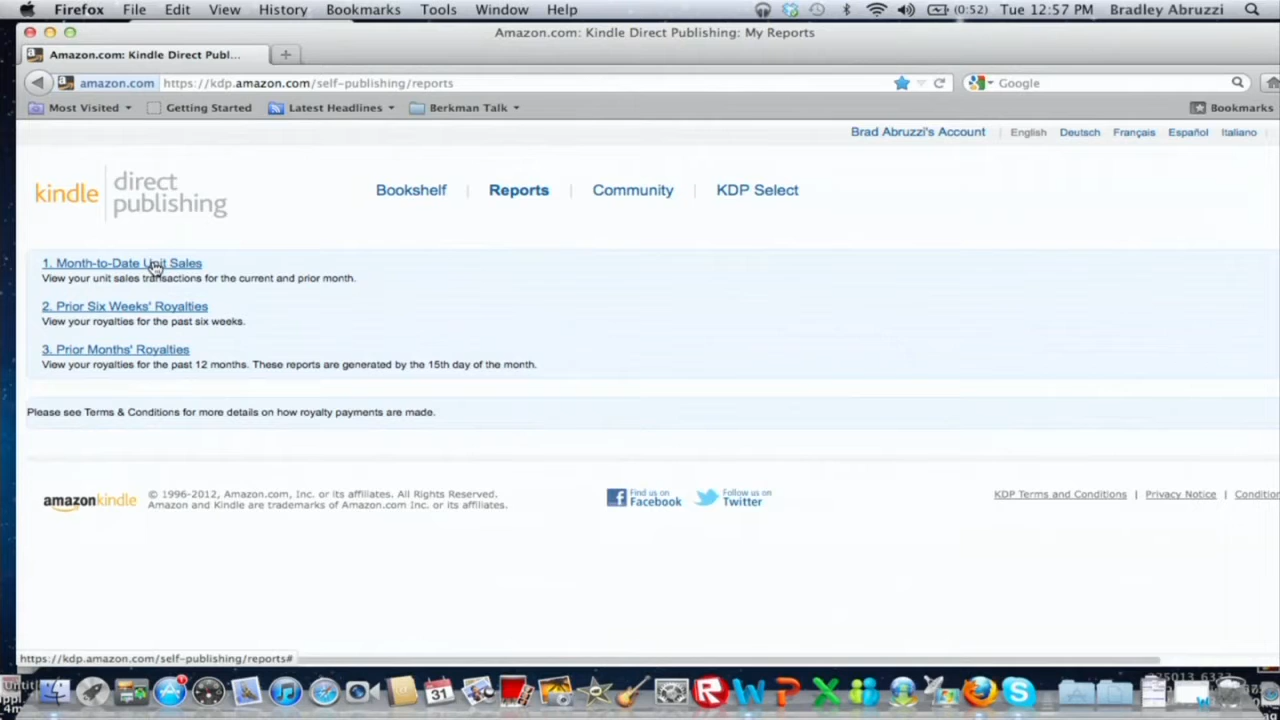 Firefox File Edit View History Bookmarks Tools Window Help (0:52) Tue 12:57 PM Bradley Abruzzi
Amazon.com: Kindle Direct Publishing: My Reports
Amazon.com: Kindle Direct Publ...
amazon.com https://kdp.amazon.com/self-publishing/reports Google
Most Visited Getting Started Latest Headlines Berkman Talk Bookmarks
Brad Abruzzi's Account English Deutsch Français Español Italiano
kindle direct publishing
Bookshelf Reports Community KDP Select
1. Month-to-Date Unit Sales
View your unit sales transactions for the current and prior month.
2. Prior Six Weeks' Royalties
View your royalties for the past six weeks.
3. Prior Months' Royalties
View your royalties for the past 12 months. These reports are generated by the 15th day of the month.
Please see Terms & Conditions for more details on how royalty payments are made.
amazonkindle
© 1996-2012, Amazon.com, Inc. or its affiliates. All Rights Reserved.
Amazon and Kindle are trademarks of Amazon.com Inc. or its affiliates.
Find us on Facebook
Follow us on Twitter
KDP Terms and Conditions | Privacy Notice | Conditio
https://kdp.amazon.com/self-publishing/reports#
31